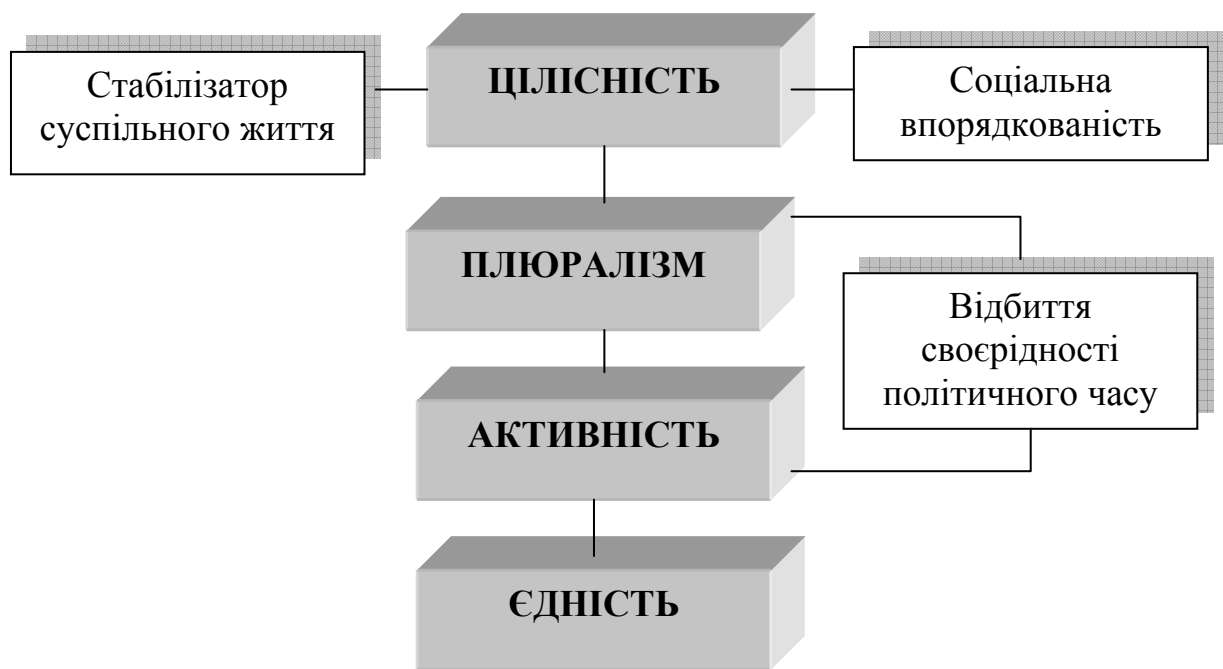 Стабілізатор
суспільного життя
ЦІЛІСНІСТЬ
Соціальна
впорядкованість
ПЛЮРАЛІЗМ
Відбиття
своєрідності
політичного часу
АКТИВНІСТЬ
ЄДНІСТЬ